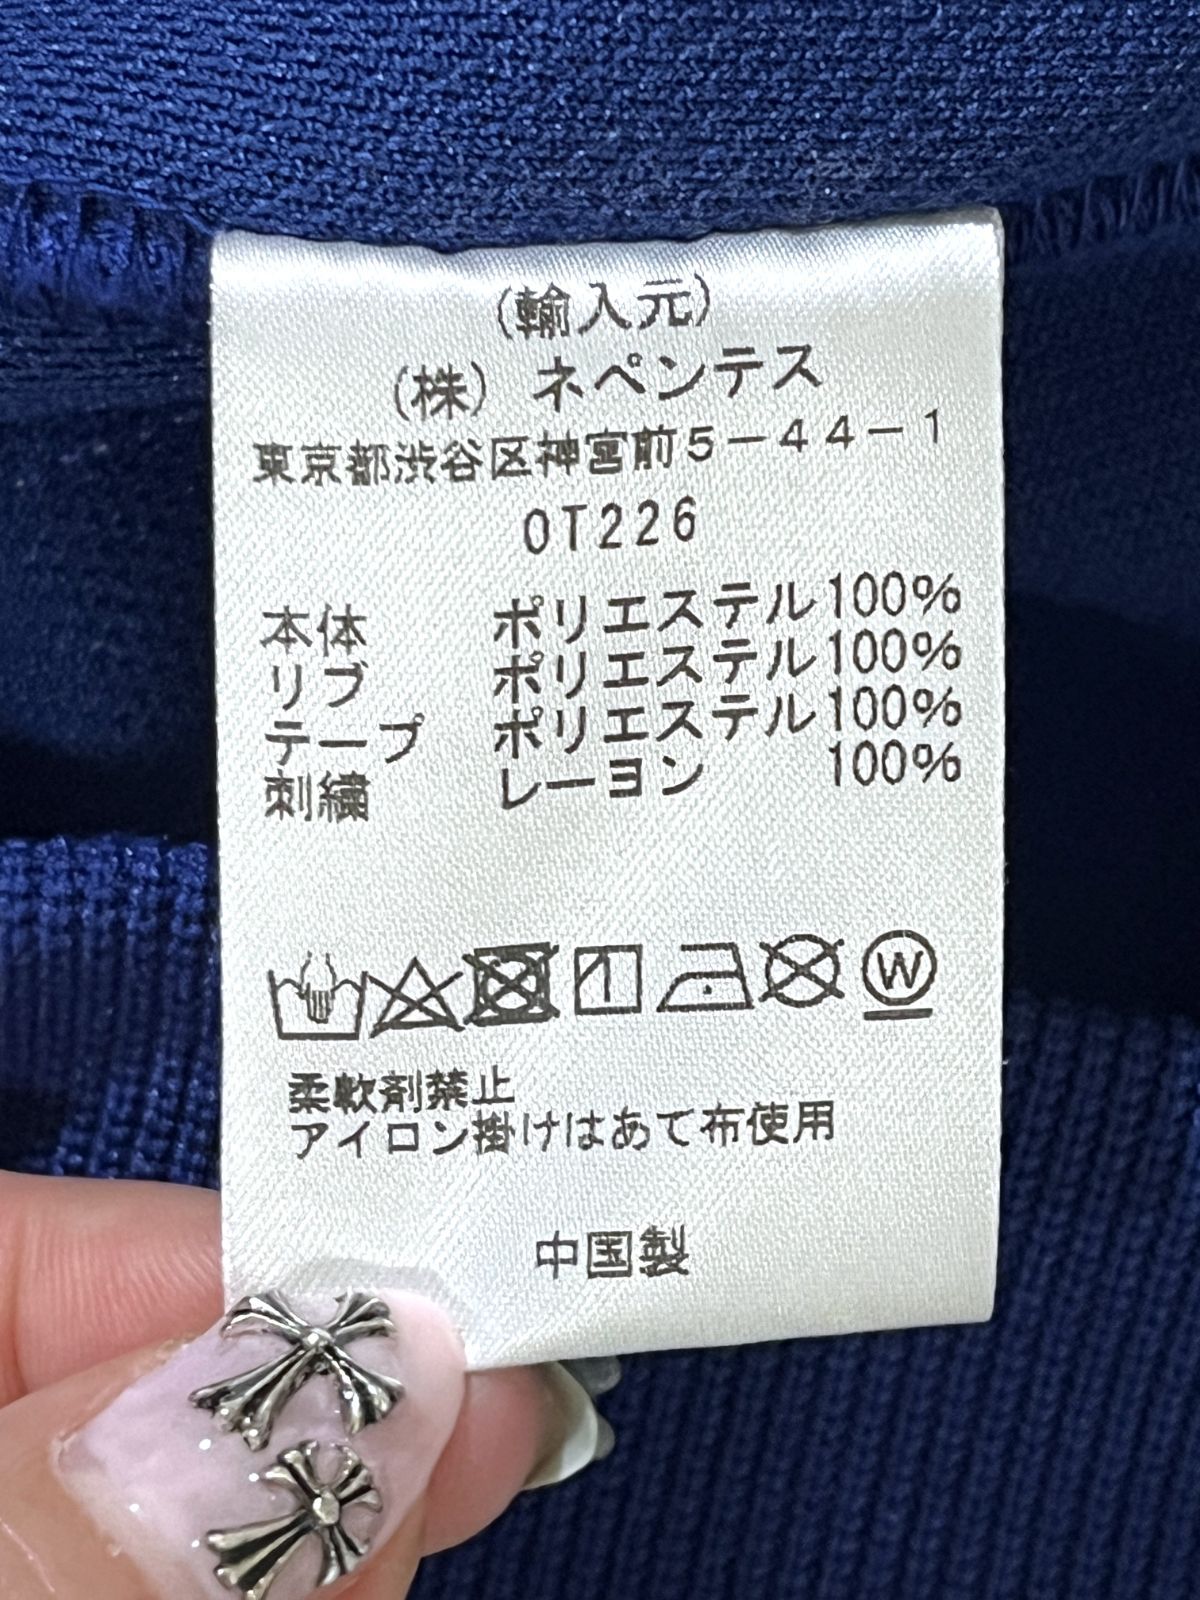 (輸入元)
(株) ネペンテス
東京都渋谷区神宮前5-44-1
OT226
本体 ポリエステル100%
リブ ポリエステル100%
テープ ポリエステル100%
刺繍 レーヨン 100%
W
柔軟剤禁止
アイロン掛けはあて布使用
中国製